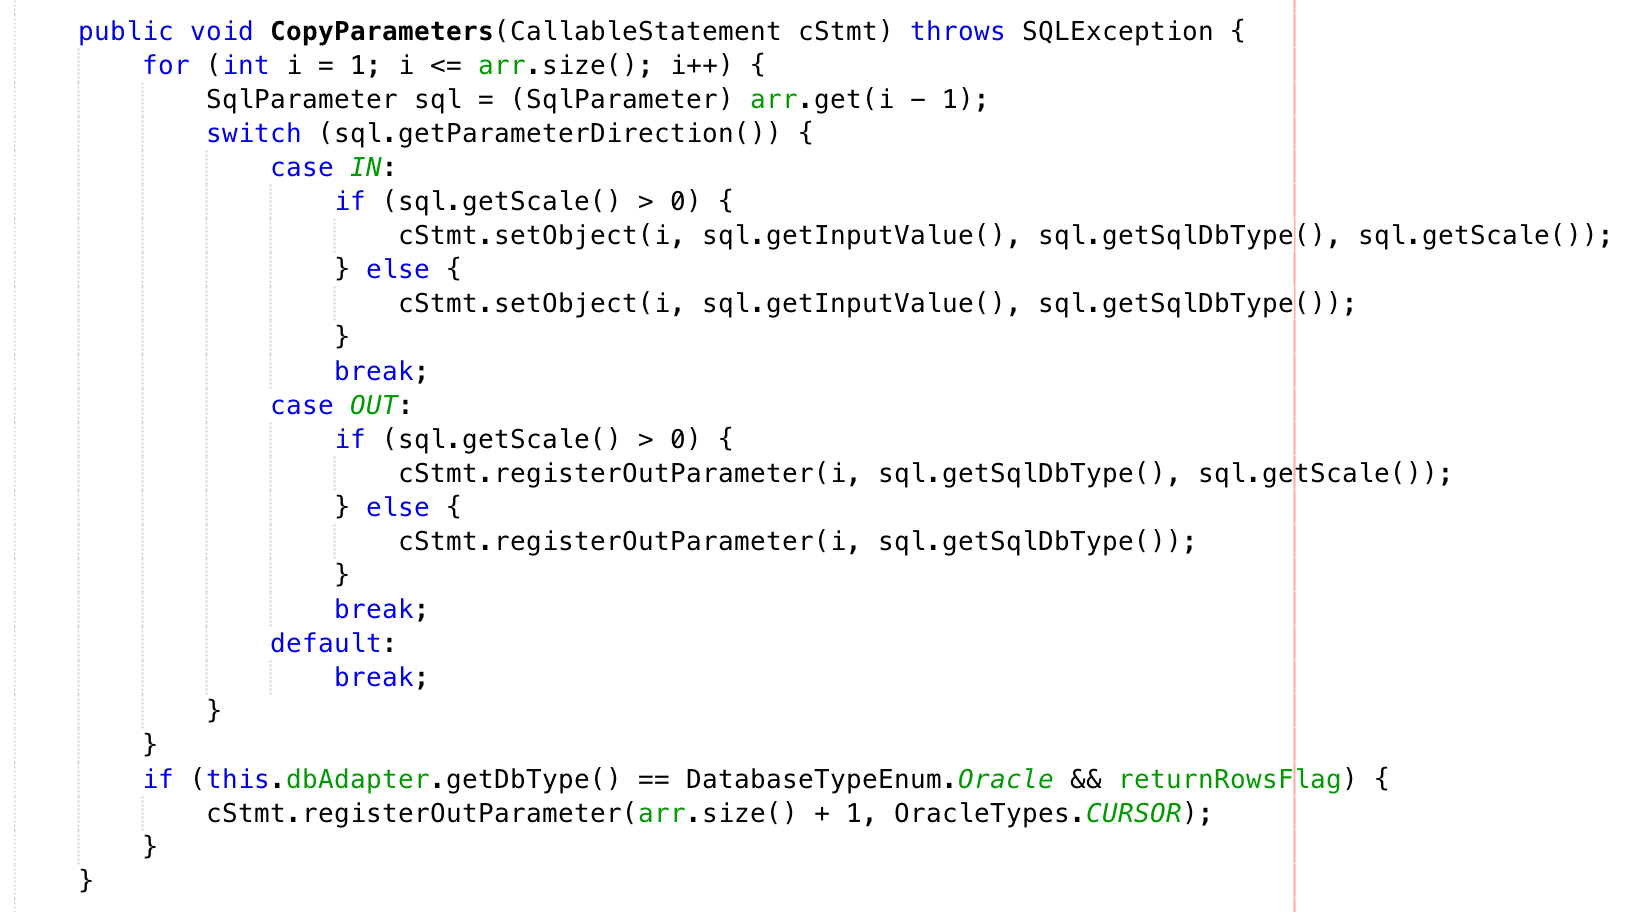 public void CopyParameters(CallableStatement cStmt) throws SQLException {
    for (int i = 1; i <= arr.size(); i++) {
        SqlParameter sql = (SqlParameter) arr.get(i - 1);
        switch (sql.getParameterDirection()) {
            case IN:
                if (sql.getScale() > 0) {
                    cStmt.setObject(i, sql.getInputValue(), sql.getSqlDbType(), sql.getScale());
                } else {
                    cStmt.setObject(i, sql.getInputValue(), sql.getSqlDbType());
                }
                break;
            case OUT:
                if (sql.getScale() > 0) {
                    cStmt.registerOutParameter(i, sql.getSqlDbType(), sql.getScale());
                } else {
                    cStmt.registerOutParameter(i, sql.getSqlDbType());
                }
                break;
            default:
                break;
        }
    }
    if (this.dbAdapter.getDbType() == DatabaseTypeEnum.Oracle && returnRowsFlag) {
        cStmt.registerOutParameter(arr.size() + 1, OracleTypes.CURSOR);
    }
}